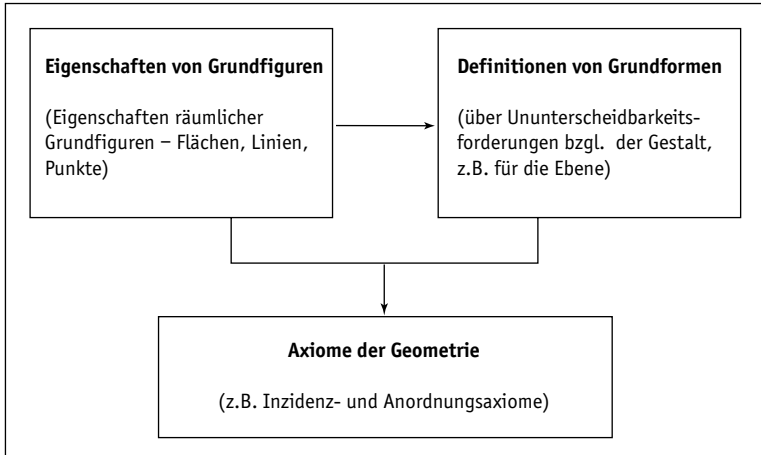 Eigenschaften von Grundfiguren
(Eigenschaften räumlicher
Grundfiguren – Flächen, Linien,
Punkte)
Definitionen von Grundformen
(über Ununterscheidbarkeits-
forderungen bzgl. der Gestalt,
z.B. für die Ebene)
Axiome der Geometrie
(z.B. Inzidenz- und Anordnungsaxiome)